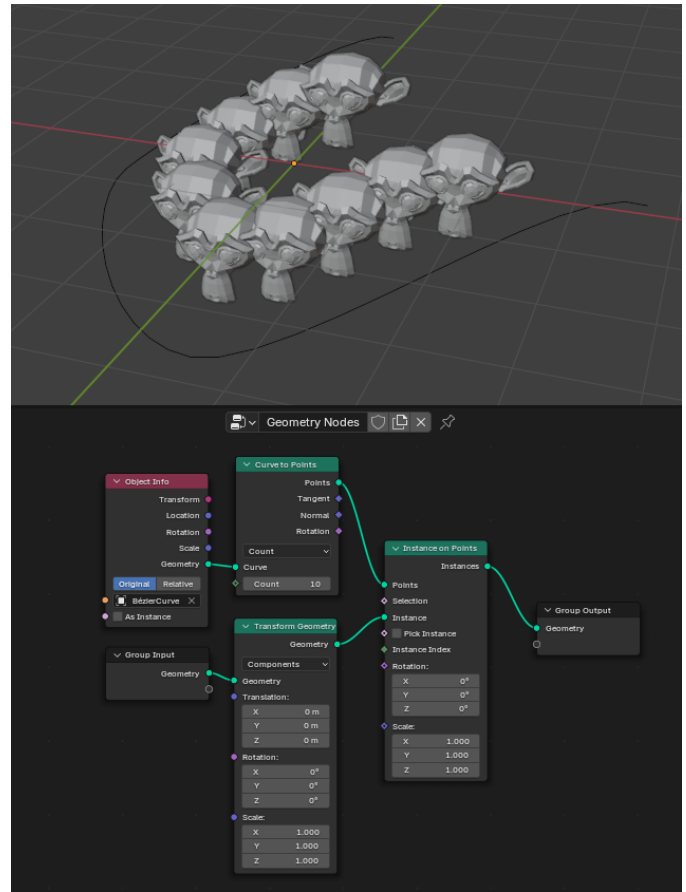 Geometry Nodes
Object Info
Transform
Location
Rotation
Scale
Geometry
Original Relative
BézierCurve
As Instance
Group Input
Geometry
Curve to Points
Points
Tangent
Normal
Rotation
Count
Curve
Count 10
Transform Geometry
Geometry
Components
Geometry
Translation:
X 0 m
Y 0 m
Z 0 m
Rotation:
X 0°
Y 0°
Z 0°
Scale:
X 1.000
Y 1.000
Z 1.000
Instance on Points
Instances
Points
Selection
Instance
Pick Instance
Instance Index
Rotation:
X 0°
Y 0°
Z 0°
Scale:
X 1.000
Y 1.000
Z 1.000
Group Output
Geometry